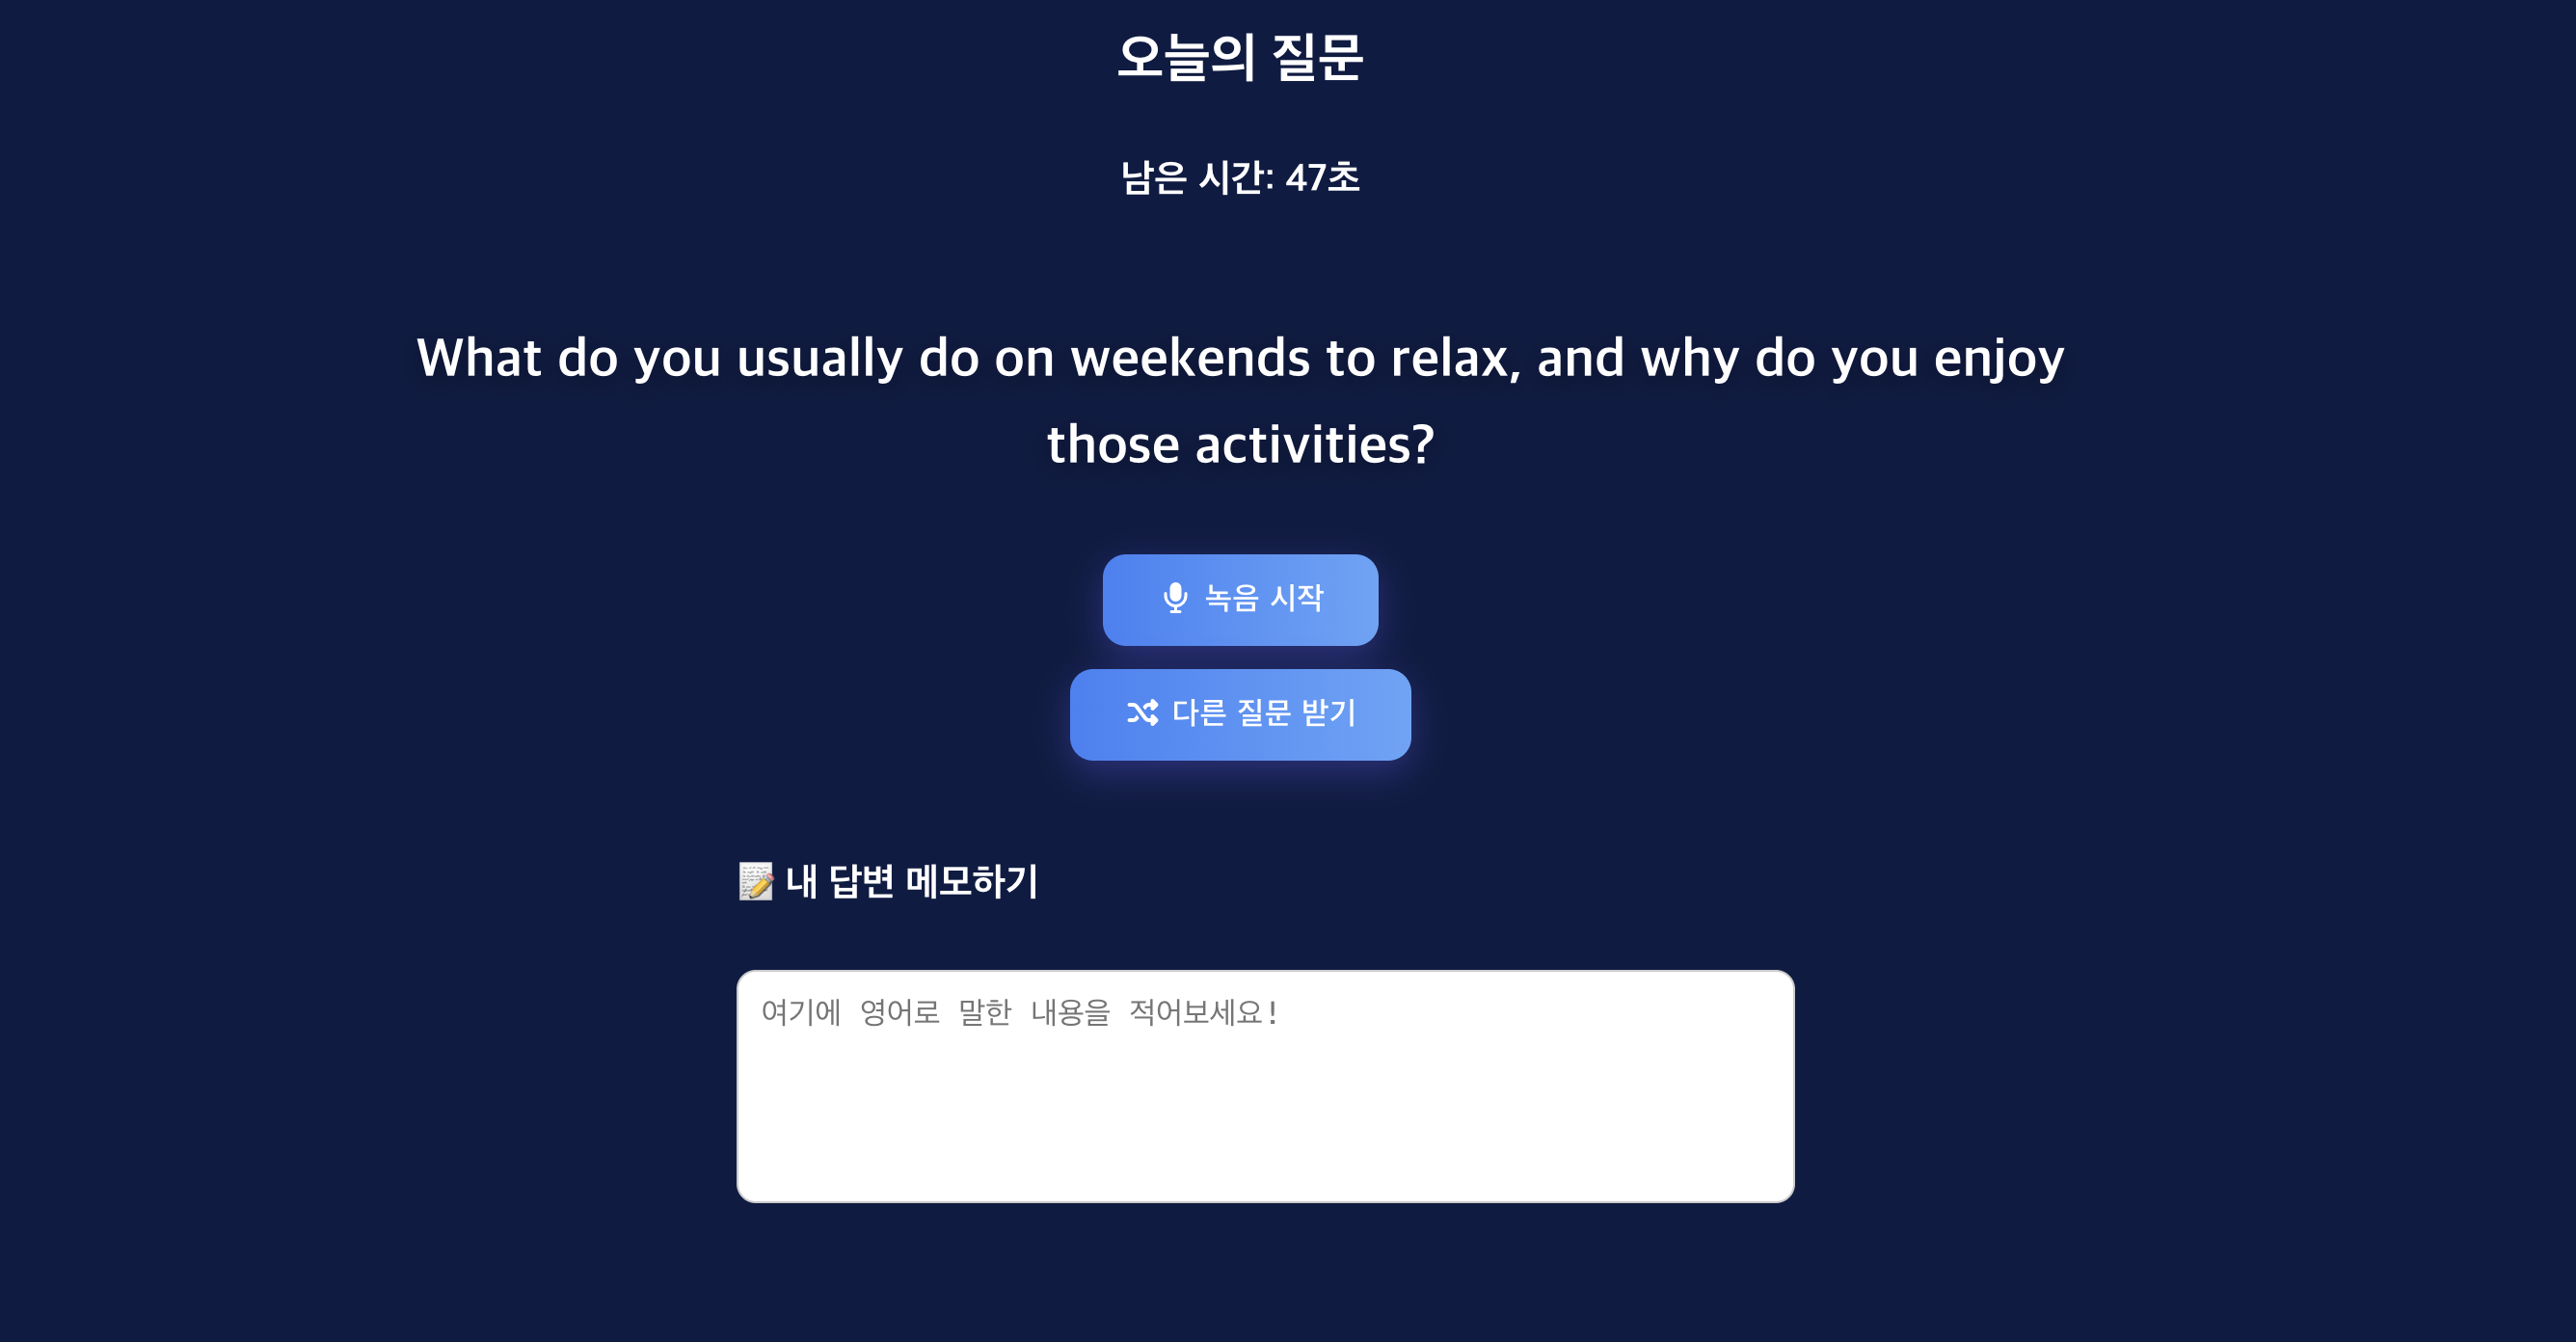 오늘의 질문
남은 시간: 47초
What do you usually do on weekends to relax, and why do you enjoy
those activities?
녹음 시작
다른 질문 받기
📝 내 답변 메모하기
여기에 영어로 말한 내용을 적어보세요!